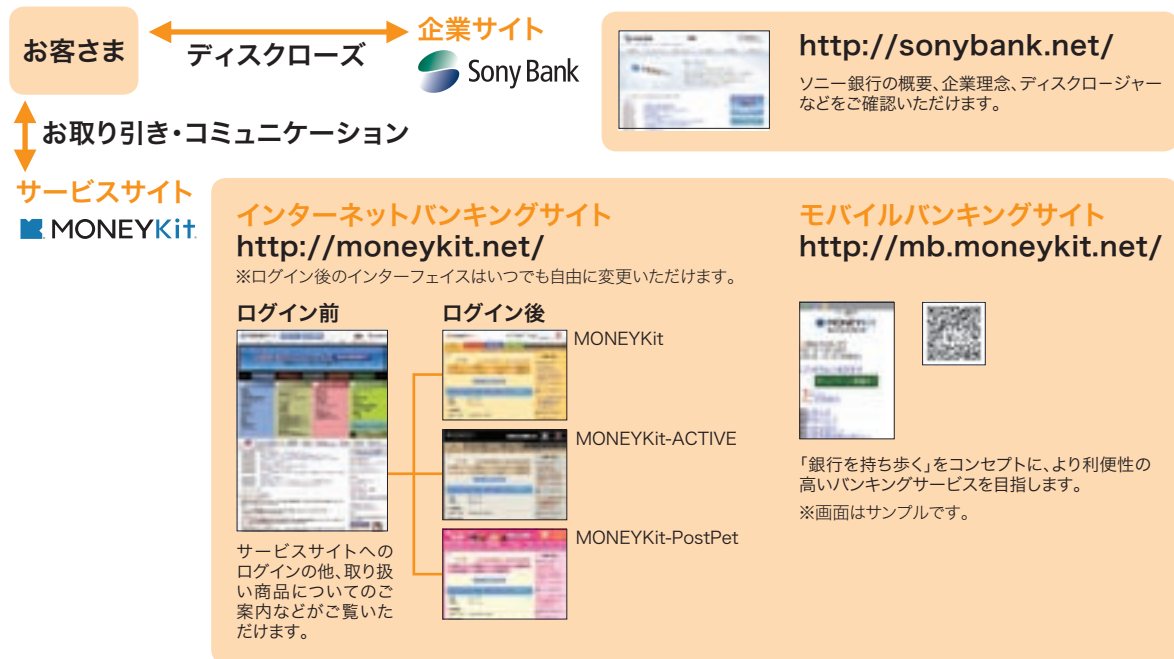 お客さま
ディスクローズ
企業サイト
Sony Bank
http://sonybank.net/
ソニー銀行の概要、企業理念、ディスクロージャー
などをご確認いただけます。
お取り引き・コミュニケーション
サービスサイト
MONEYKit
インターネットバンキングサイト
http://moneykit.net/
※ログイン後のインターフェイスはいつでも自由に変更いただけます。
ログイン前
ログイン後
MONEYKit
MONEYKit-ACTIVE
MONEYKit-PostPet
サービスサイトへの
ログインの他、取り扱
い商品についてのご
案内などがご覧いた
だけます。
モバイルバンキングサイト
http://mb.moneykit.net/
MONEYKit
「銀行を持ち歩く」をコンセプトに、より利便性の
高いバンキングサービスを目指します。
※画面はサンプルです。